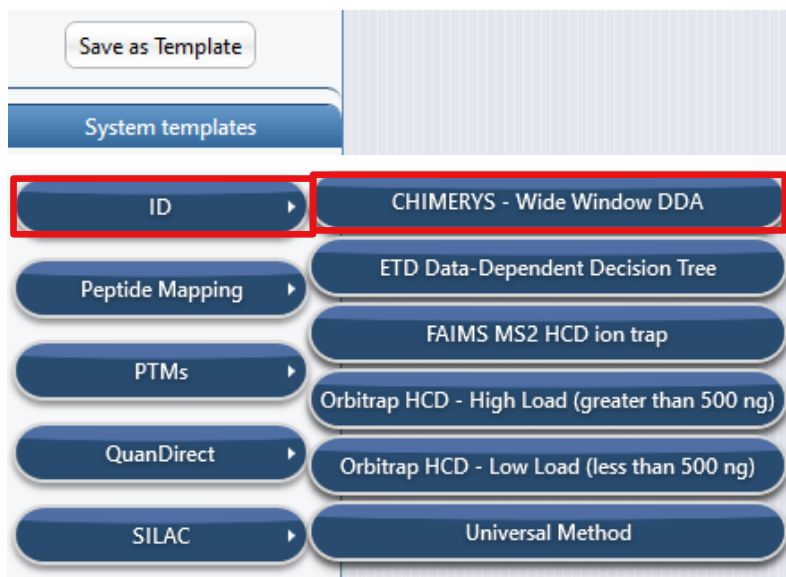 Save as Template
System templates
ID
Peptide Mapping
PTMs
QuanDirect
SILAC
CHIMERYS - Wide Window DDA
ETD Data-Dependent Decision Tree
FAIMS MS2 HCD ion trap
Orbitrap HCD - High Load (greater than 500 ng)
Orbitrap HCD - Low Load (less than 500 ng)
Universal Method